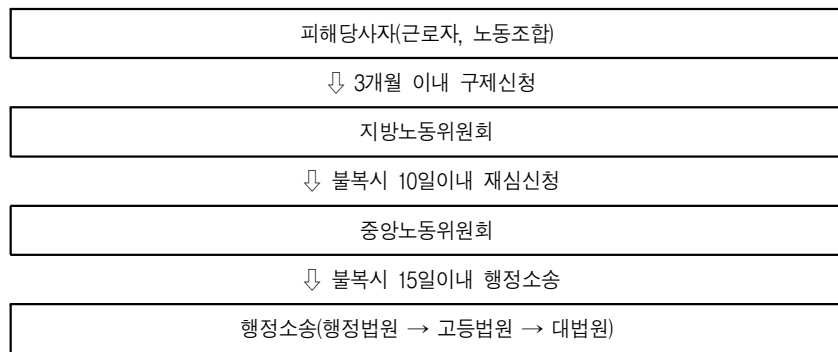 피해당사자(근로자, 노동조합)
⇩ 3개월 이내 구제신청
지방노동위원회
⇩ 불복시 10일이내 재심신청
중앙노동위원회
⇩ 불복시 15일이내 행정소송
행정소송(행정법원 → 고등법원 → 대법원)